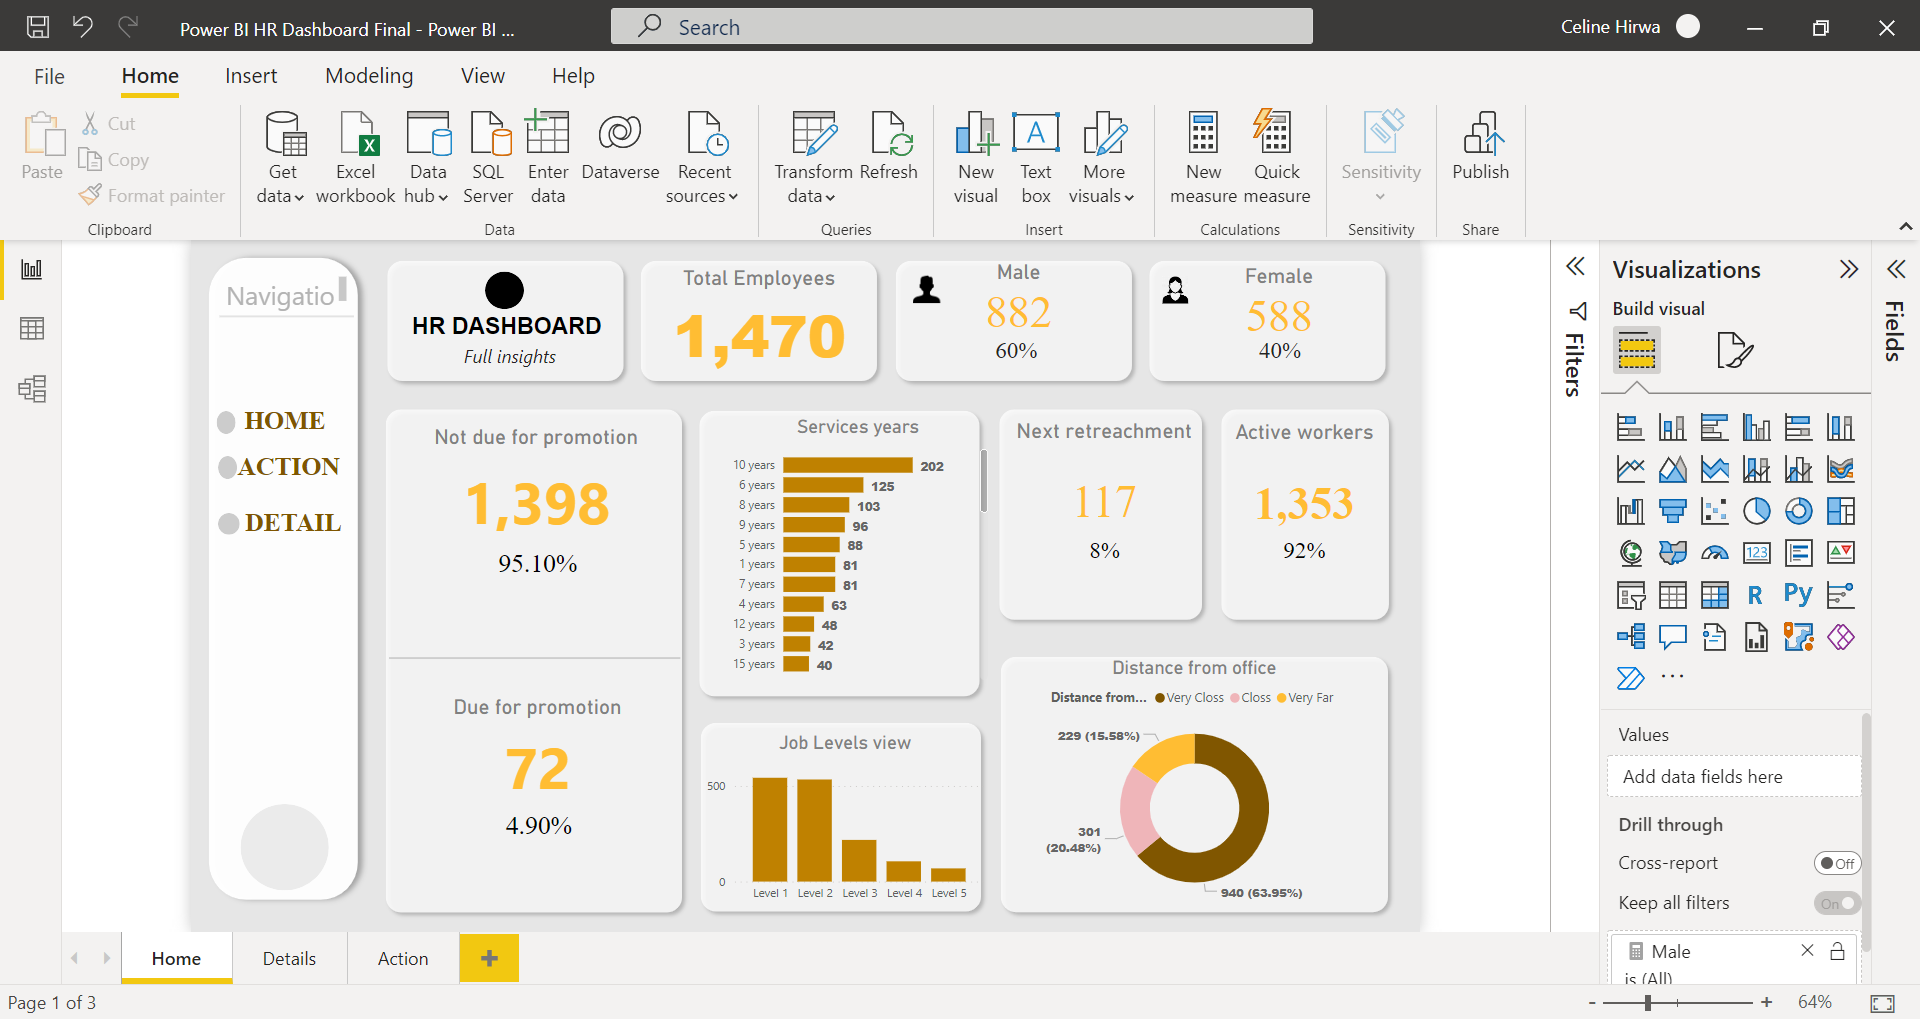 Power BI HR Dashboard Final - Power BI ...
Search
Celine Hirwa
File
Home
Insert
Modeling
View
Help
Paste
Cut
Copy
Format painter
Clipboard
Get data
Excel workbook
Data hub
SQL Server
Enter data
Dataverse
Recent sources
Data
Transform data
Refresh
Queries
New visual
Text box
More visuals
Insert
New measure
Quick measure
Calculations
Sensitivity
Sensitivity
Publish
Share
Navigatio
HOME
ACTION
DETAIL
HR DASHBOARD
Full insights
Total Employees
1,470
Male
882
60%
Female
588
40%
Not due for promotion
1,398
95.10%
Due for promotion
72
4.90%
Services years
10 years 202
6 years 125
8 years 103
9 years 96
5 years 88
1 years 81
7 years 81
4 years 63
12 years 48
3 years 42
15 years 40
Job Levels view
500
0
Level 1 Level 2 Level 3 Level 4 Level 5
Next retreachment
117
8%
Active workers
1,353
92%
Distance from office
Distance from... Very Closs Closs Very Far
229 (15.58%)
301
(20.48%)
940 (63.95%)
Filters
Visualizations
Build visual
123
R
Py
...
Values
Add data fields here
Drill through
Cross-report
Off
Keep all filters
On
Male
is (All)
Fields
Home
Details
Action
+
Page 1 of 3
- + 64%